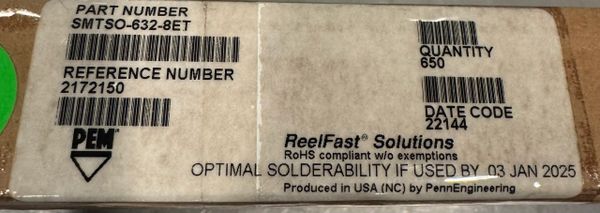 PART NUMBER
SMTSO-632-8ET
REFERENCE NUMBER
2172150
PEM®
QUANTITY
650
DATE CODE
22144
ReelFast® Solutions
RoHS compliant w/o exemptions
OPTIMAL SOLDERABILITY IF USED BY 03 JAN 2025
Produced in USA (NC) by PennEngineering